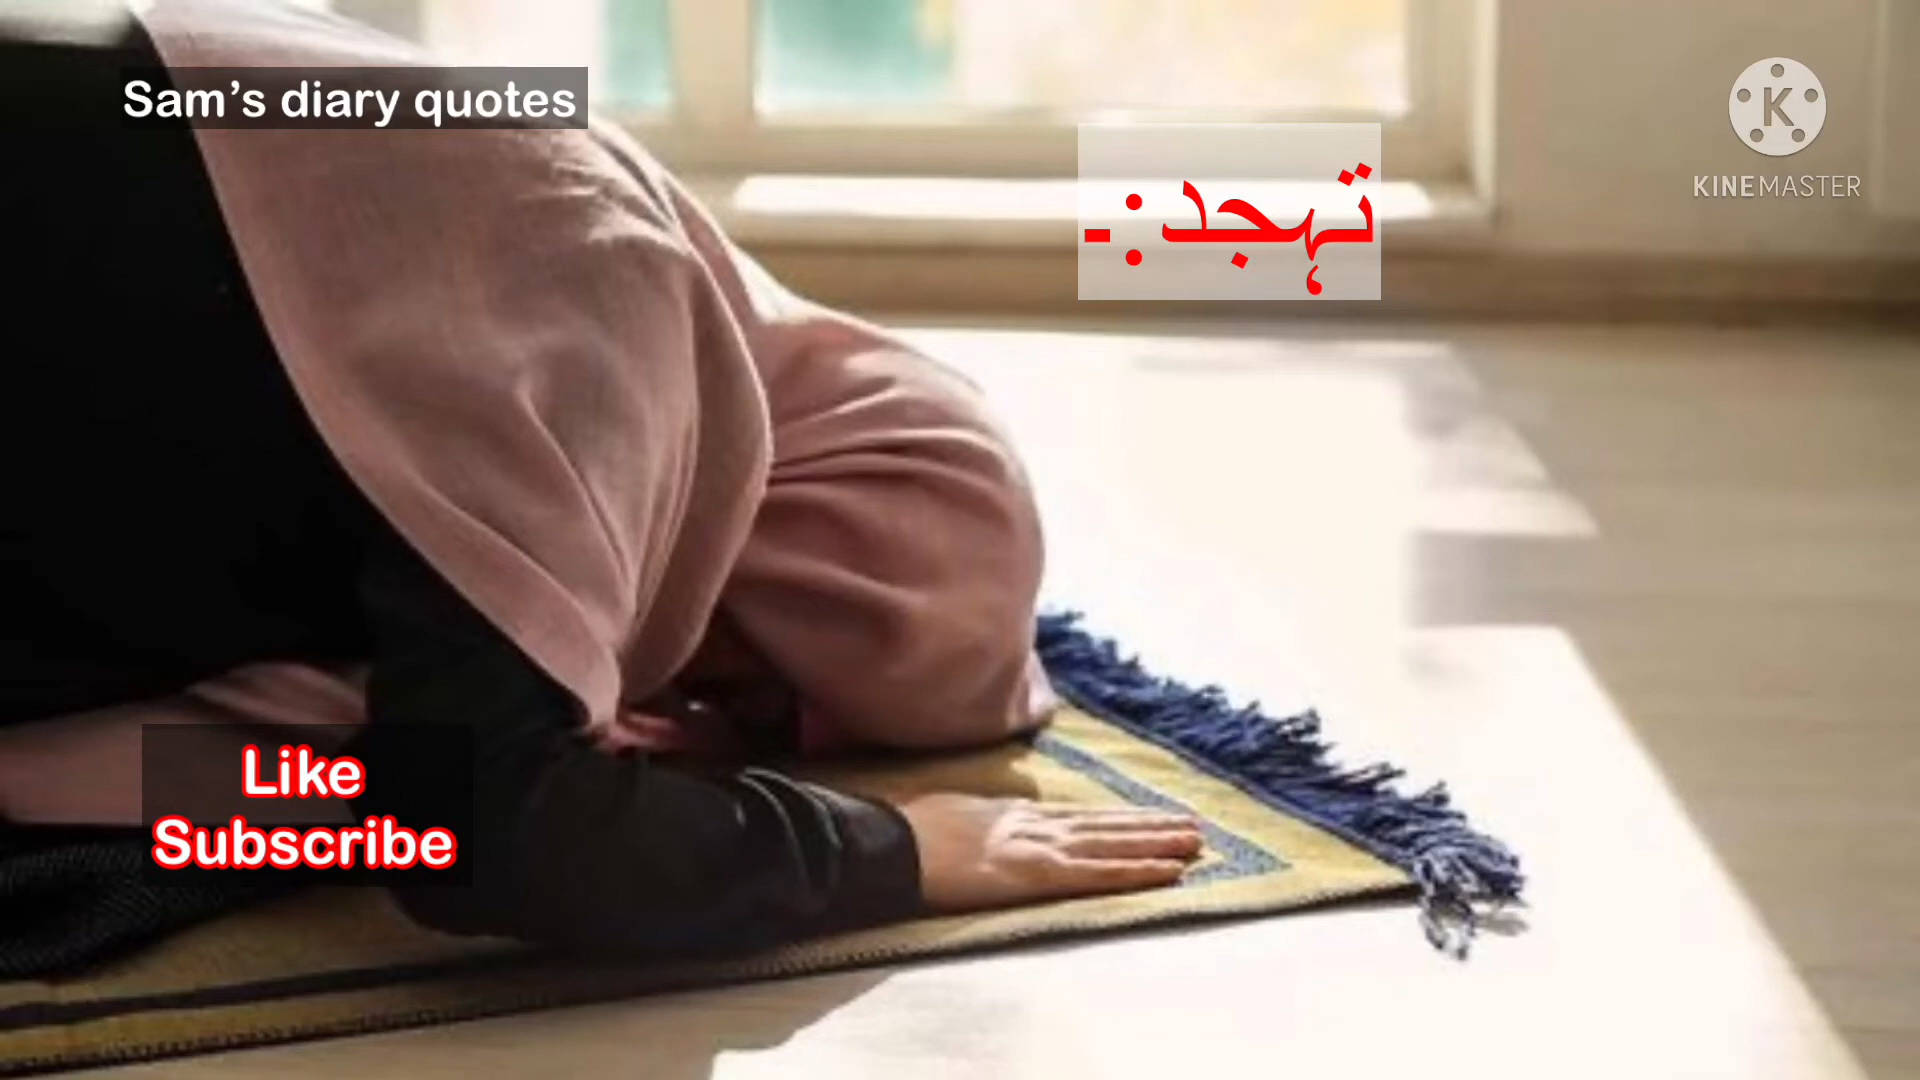 Sam's diary quotes
KINEMASTER
تہجد:-
Like
Subscribe